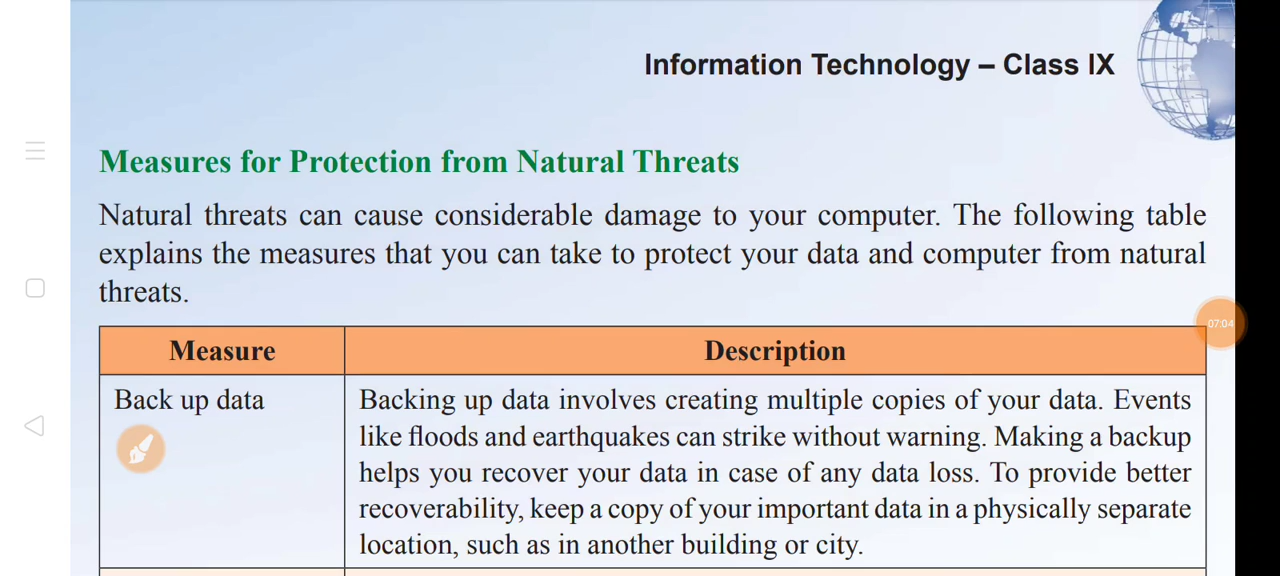 Information Technology – Class IX
Measures for Protection from Natural Threats
Natural threats can cause considerable damage to your computer. The following table
explains the measures that you can take to protect your data and computer from natural
threats.
Measure
Description
Back up data
Backing up data involves creating multiple copies of your data. Events
like floods and earthquakes can strike without warning. Making a backup
helps you recover your data in case of any data loss. To provide better
recoverability, keep a copy of your important data in a physically separate
location, such as in another building or city.
07:04